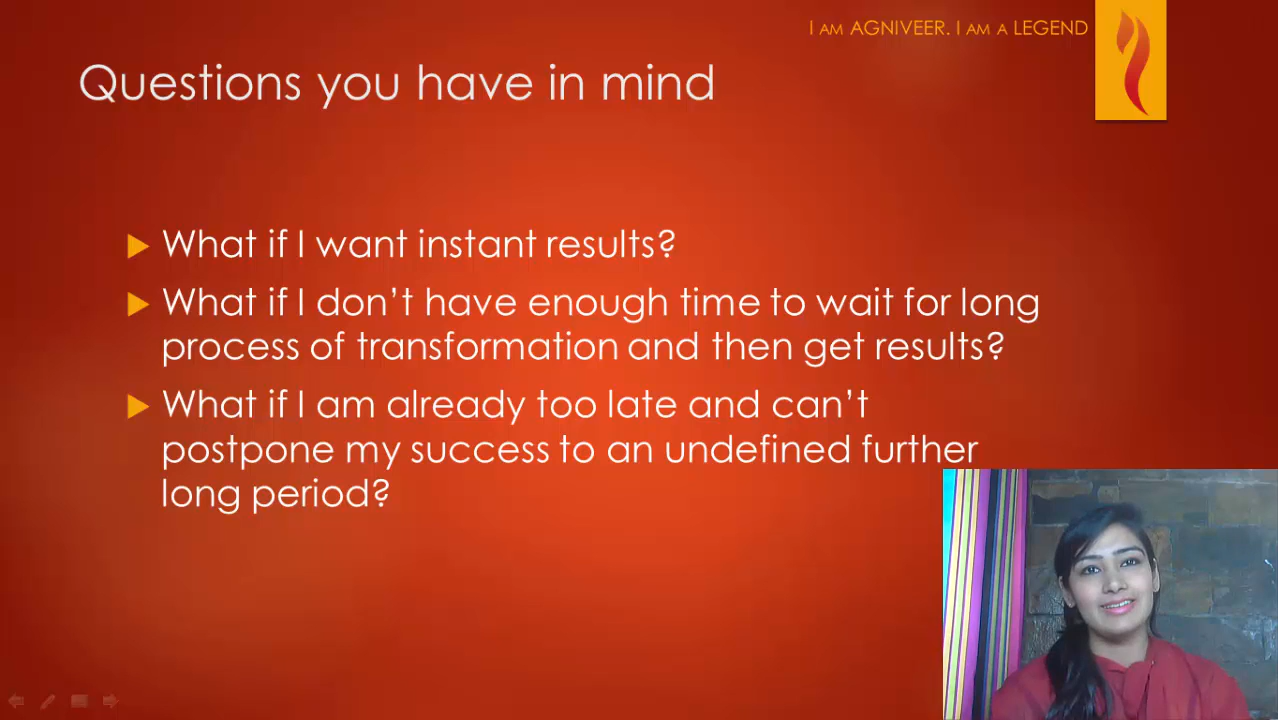 I AM AGNIVEER. I AM A LEGEND
Questions you have in mind
What if I want instant results?
What if I don’t have enough time to wait for long
process of transformation and then get results?
What if I am already too late and can’t
postpone my success to an undefined further
long period?